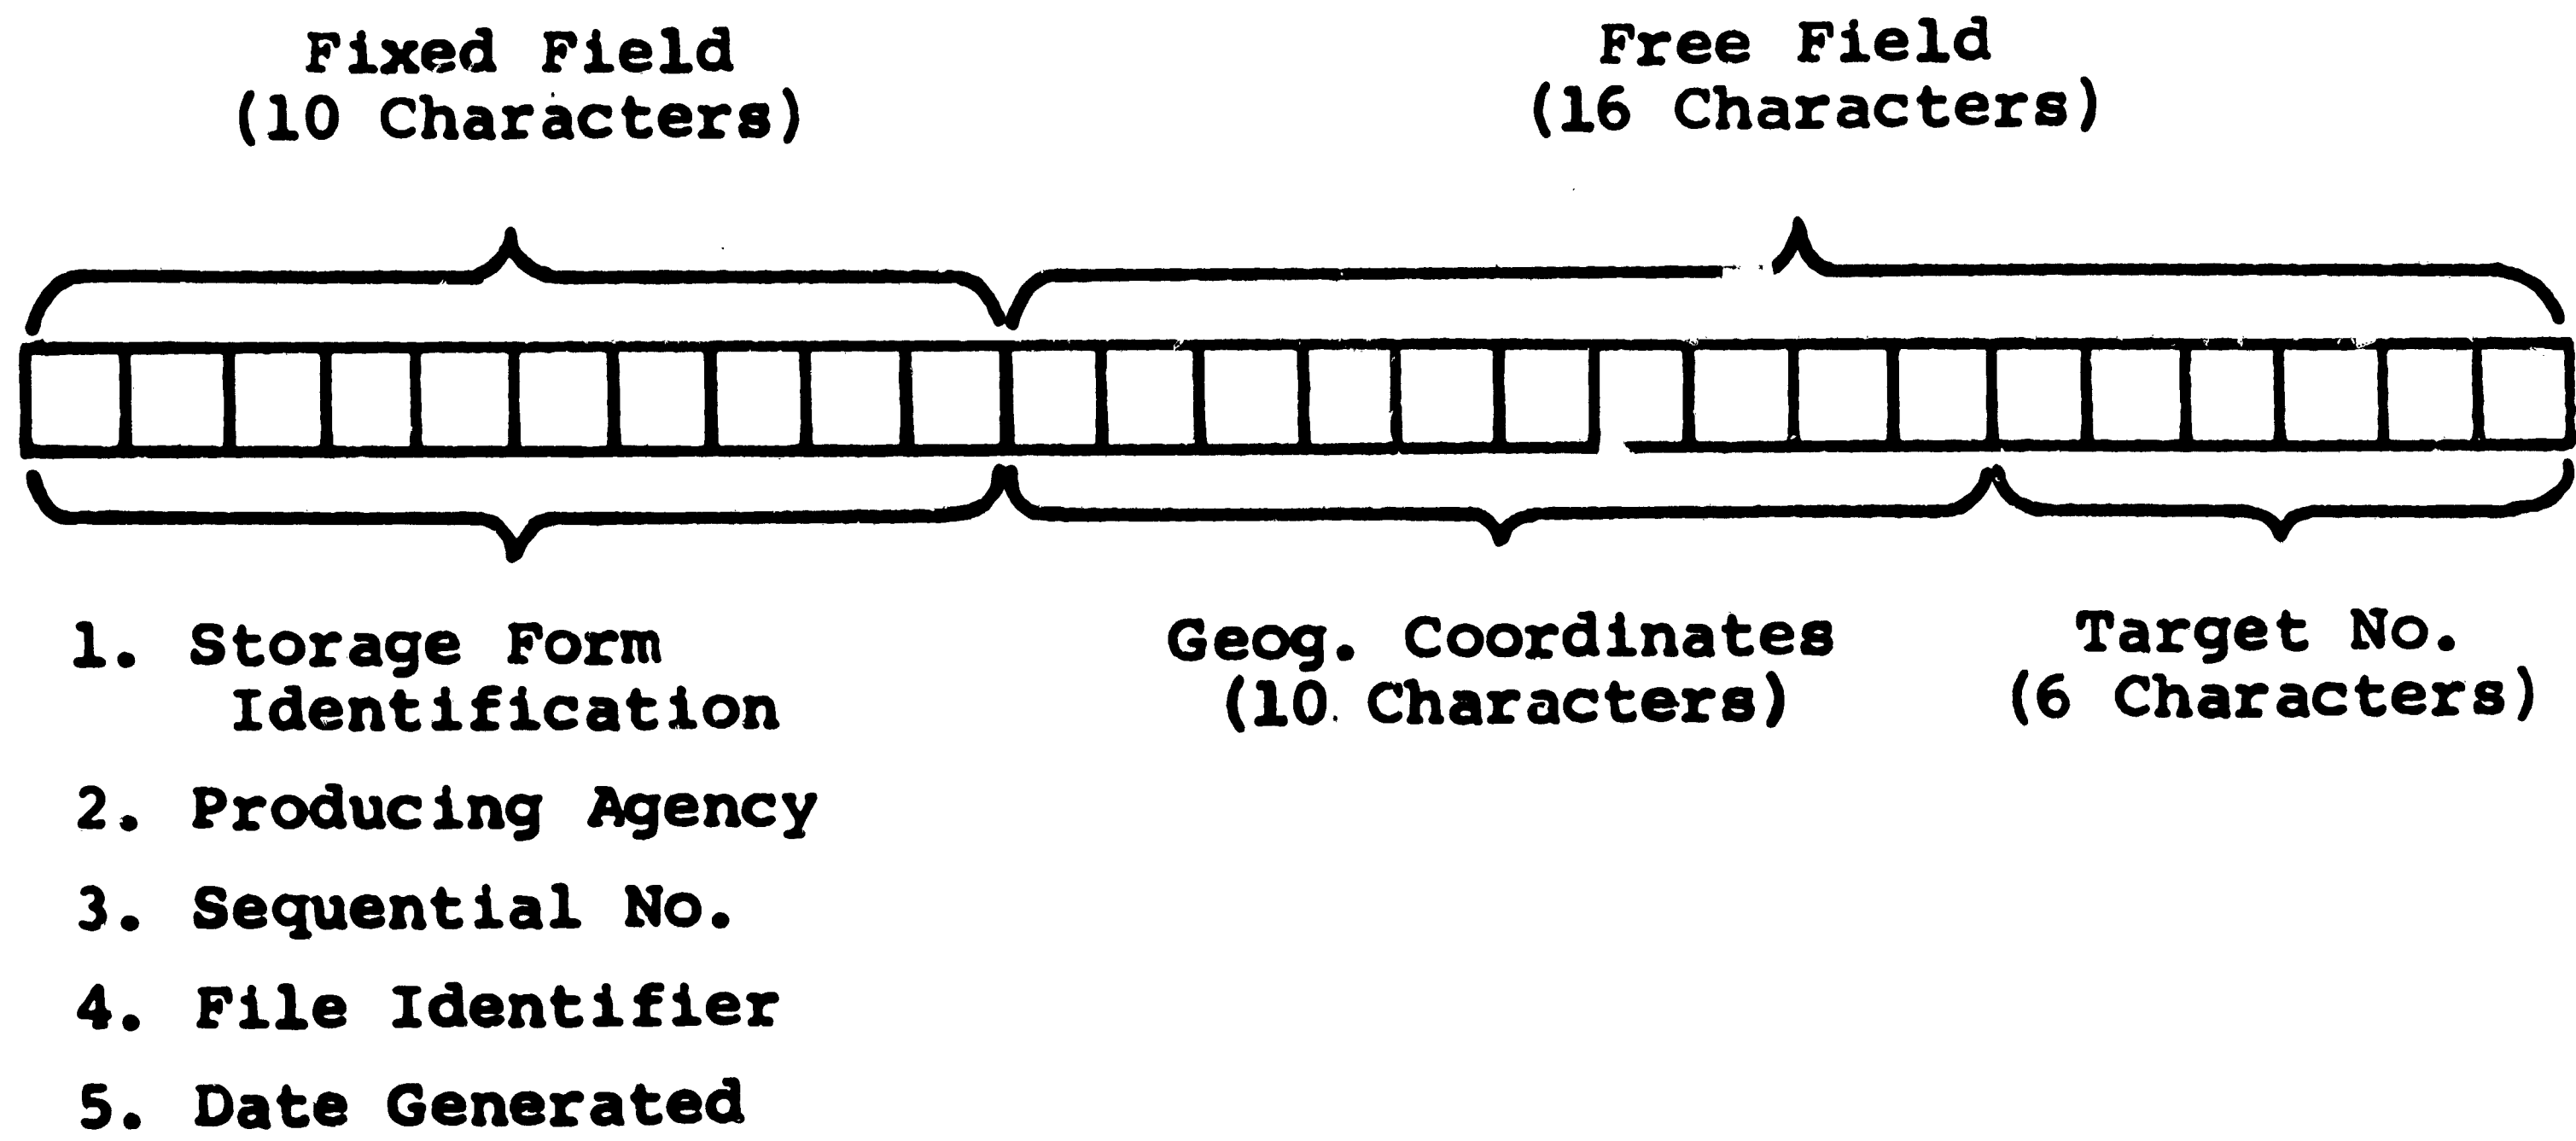 Fixed Field
(10 Characters)
Free Field
(16 Characters)
1. Storage Form
Identification
2. Producing Agency
3. Sequential No.
4. File Identifier
5. Date Generated
Geog. Coordinates
(10 Characters)
Target No.
(6 Characters)